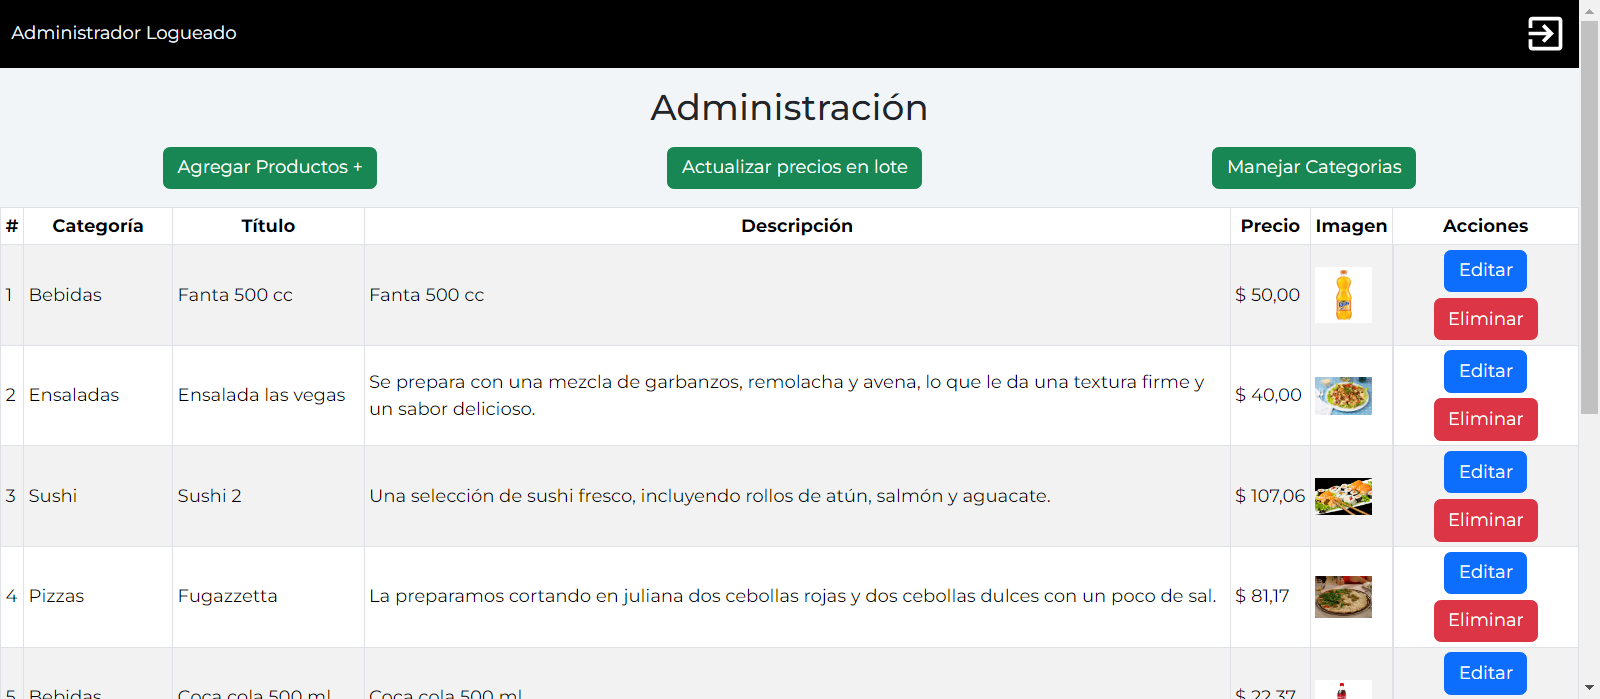 Administrador Logueado
Administración
Agregar Productos + Actualizar precios en lote Manejar Categorias
# Categoría Título Descripción Precio Imagen Acciones
1 Bebidas Fanta 500 cc Fanta 500 cc $ 50,00 Editar
Eliminar
2 Ensaladas Ensalada las vegas Se prepara con una mezcla de garbanzos, remolacha y avena, lo que le da una textura firme y $ 40,00 Editar
un sabor delicioso. Eliminar
3 Sushi Sushi 2 Una selección de sushi fresco, incluyendo rollos de atún, salmón y aguacate. $ 107,06 Editar
Eliminar
4 Pizzas Fugazzetta La preparamos cortando en juliana dos cebollas rojas y dos cebollas dulces con un poco de sal. $ 81,17 Editar
Eliminar
5 Bebidas Coca cola 500 ml Coca cola 500 ml $ 22,37 Editar